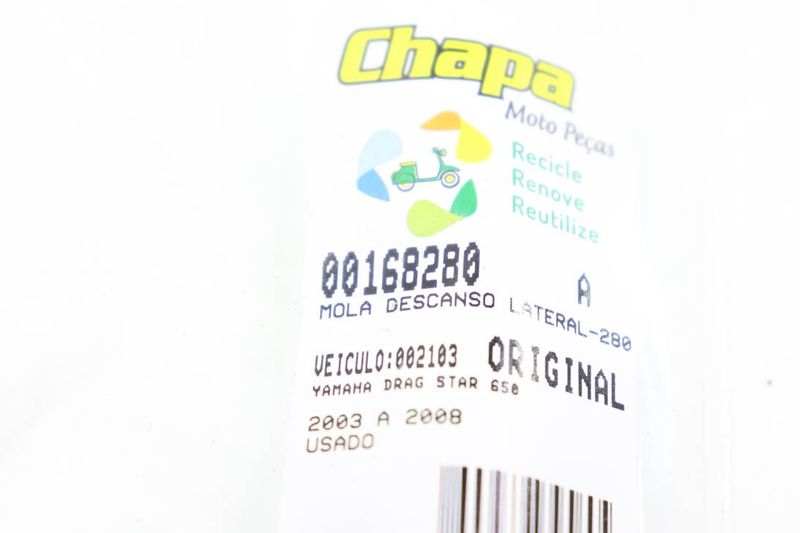 Chapa
Moto Peças
Recicle
Renove
Reutilize
00168280 A
MOLA DESCANSO LATERAL-280
VEICULO:002103 ORIGINAL
YAMAHA DRAG STAR 650
2003 A 2008
USADO